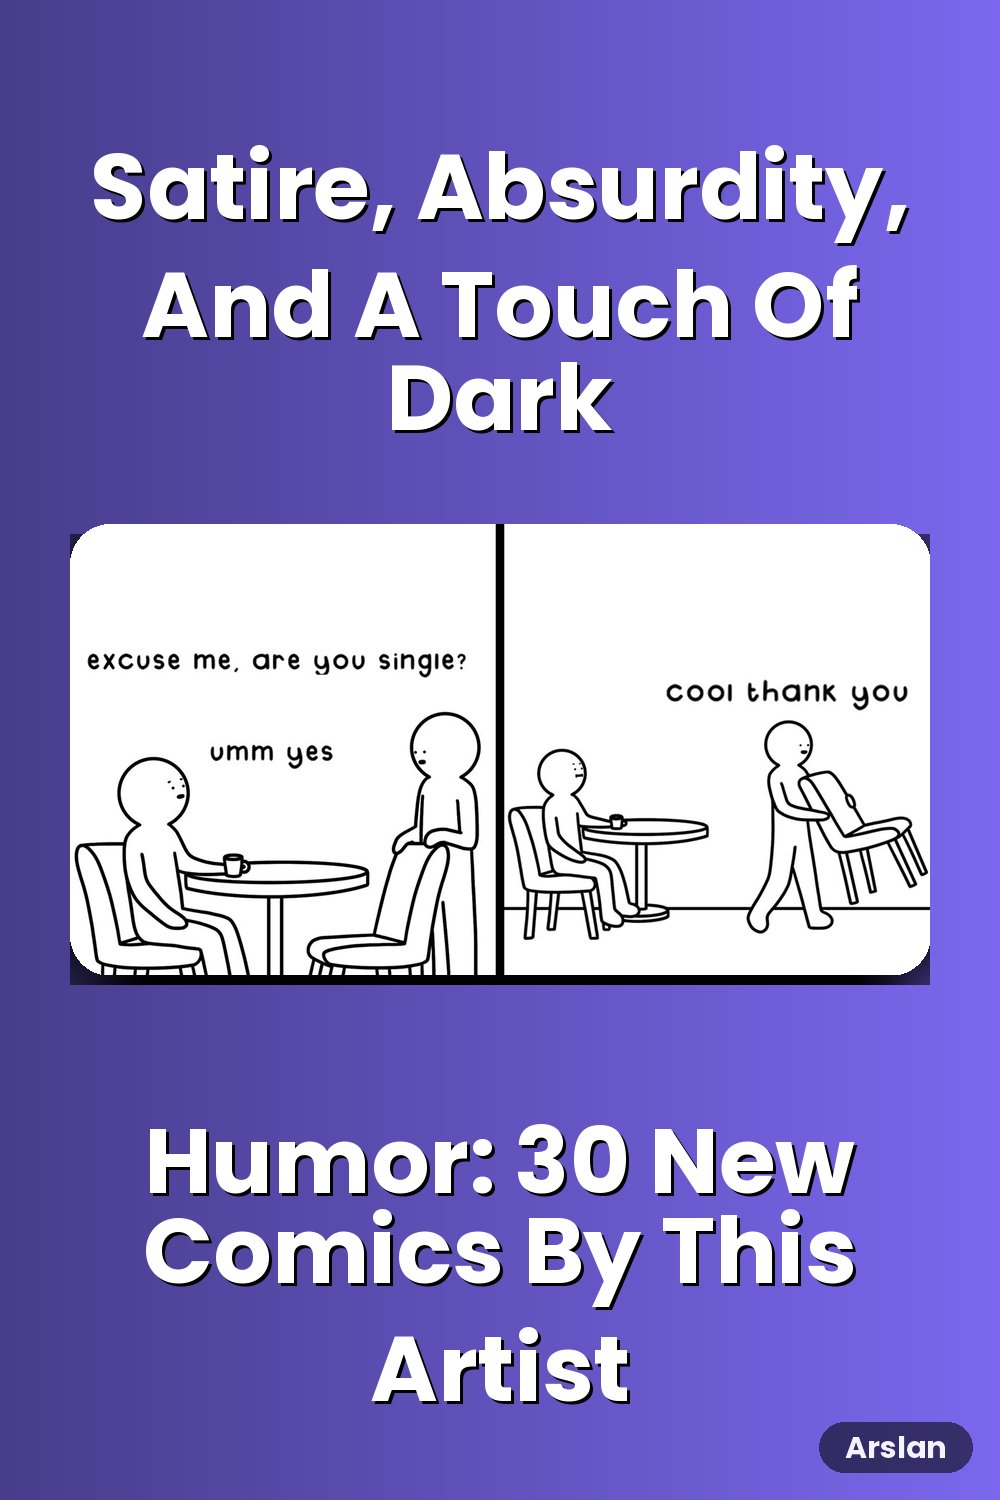 Satire, Absurdity,
And A Touch Of
Dark
excuse me, are you single?
umm yes
cool thank you
Humor: 30 New
Comics By This
Artist
Arslan